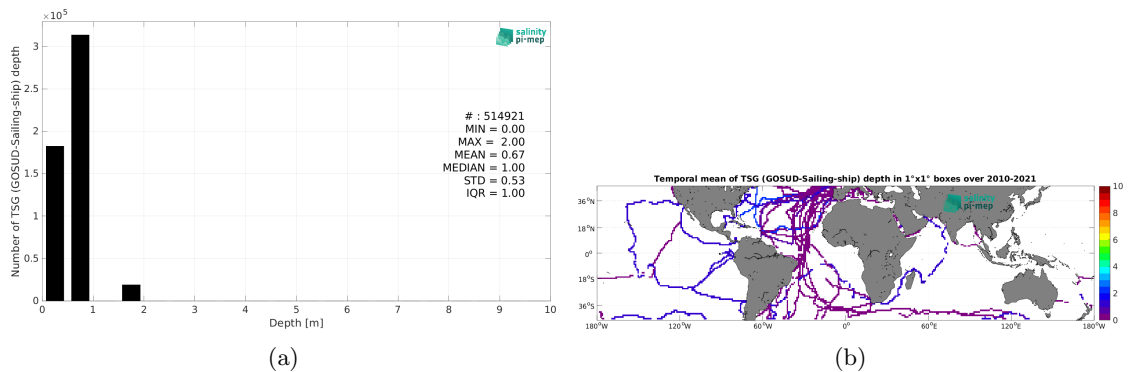 ×10⁵
3
2.5
2
1.5
1
0.5
0
Number of TSG (GOSUD-Sailing-ship) depth
salinity
pi-mep
# : 514921
MIN = 0.00
MAX = 2.00
MEAN = 0.67
MEDIAN = 1.00
STD = 0.53
IQR = 1.00
0 1 2 3 4 5 6 7 8 9 10
Depth [m]
(a)
Temporal mean of TSG (GOSUD-Sailing-ship) depth in 1°x1° boxes over 2010-2021
salinity
pi-mep
36°N
18°N
0°
18°S
36°S
180°W 120°W 60°W 0° 60°E 120°E 180°W
10
8
6
4
2
0
(b)